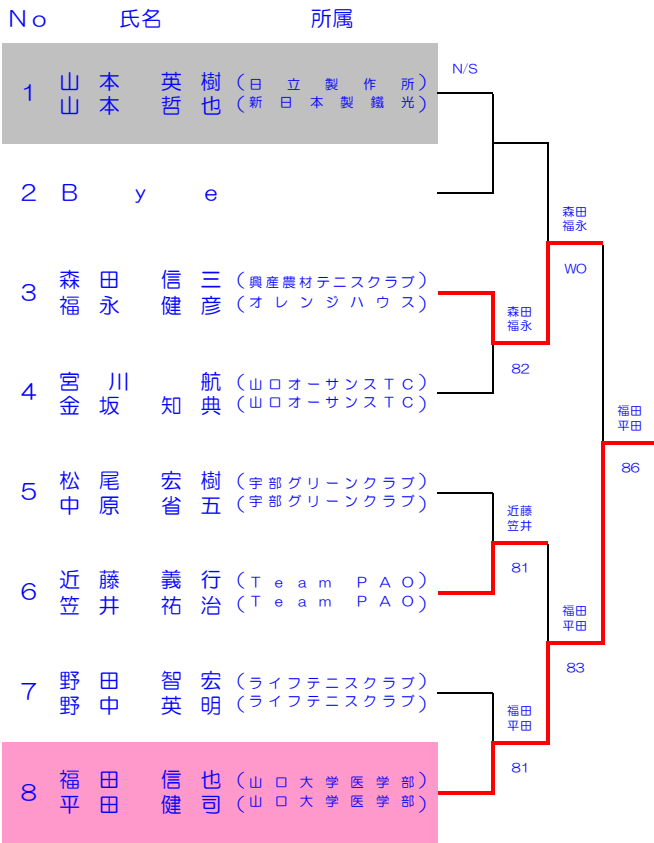 No 氏名 所属
1 山本 英樹 (日立製作所)
山本 哲也 (新日本製鐵光)
N/S
2 Bye
森田
福永
WO
3 森田 信三 (興産農材テニスクラブ)
福永 健彦 (オレンジハウス)
森田
福永
82
4 宮川 航 (山口オーサンスTC)
金坂 知典 (山口オーサンスTC)
福田
平田
86
5 松尾 宏樹 (宇部グリーンクラブ)
中原 省五 (宇部グリーンクラブ)
近藤
笠井
81
6 近藤 義行 (Team PAO)
笠井 祐治 (Team PAO)
福田
平田
83
7 野田 智宏 (ライフテニスクラブ)
野中 英明 (ライフテニスクラブ)
福田
平田
81
8 福田 信也 (山口大学医学部)
平田 健司 (山口大学医学部)